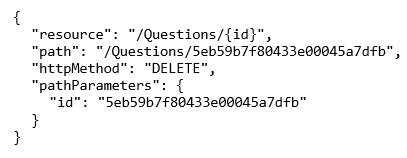 {
  "resource": "/Questions/{id}",
  "path": "/Questions/5eb59b7f80433e00045a7dfb",
  "httpMethod": "DELETE",
  "pathParameters": {
    "id": "5eb59b7f80433e00045a7dfb"
  }
}